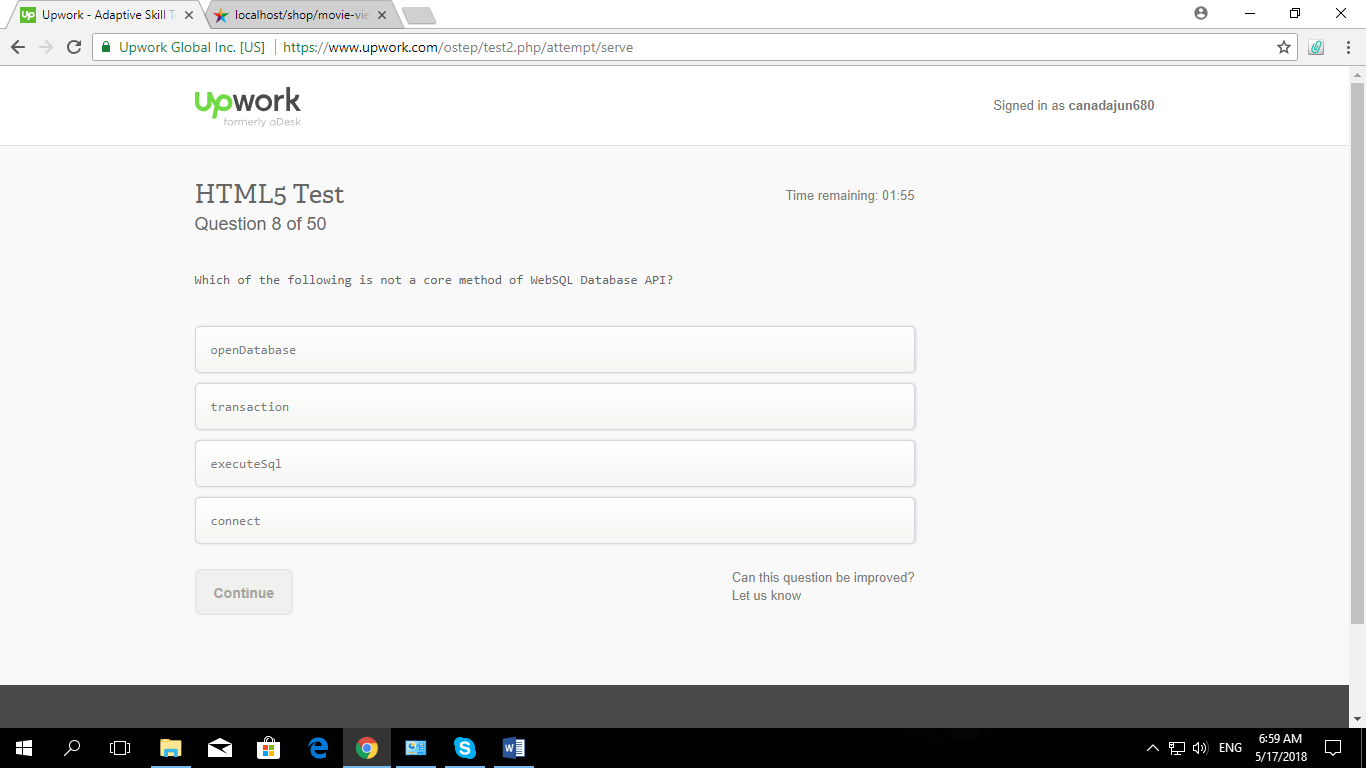 Upwork - Adaptive Skill T
localhost/shop/movie-vie
Upwork Global Inc. [US]
https://www.upwork.com/ostep/test2.php/attempt/serve
upwork
formerly oDesk
Signed in as canadajun680
HTML5 Test
Time remaining: 01:55
Question 8 of 50
Which of the following is not a core method of WebSQL Database API?
openDatabase
transaction
executeSql
connect
Continue
Can this question be improved?
Let us know
ENG
6:59 AM
5/17/2018